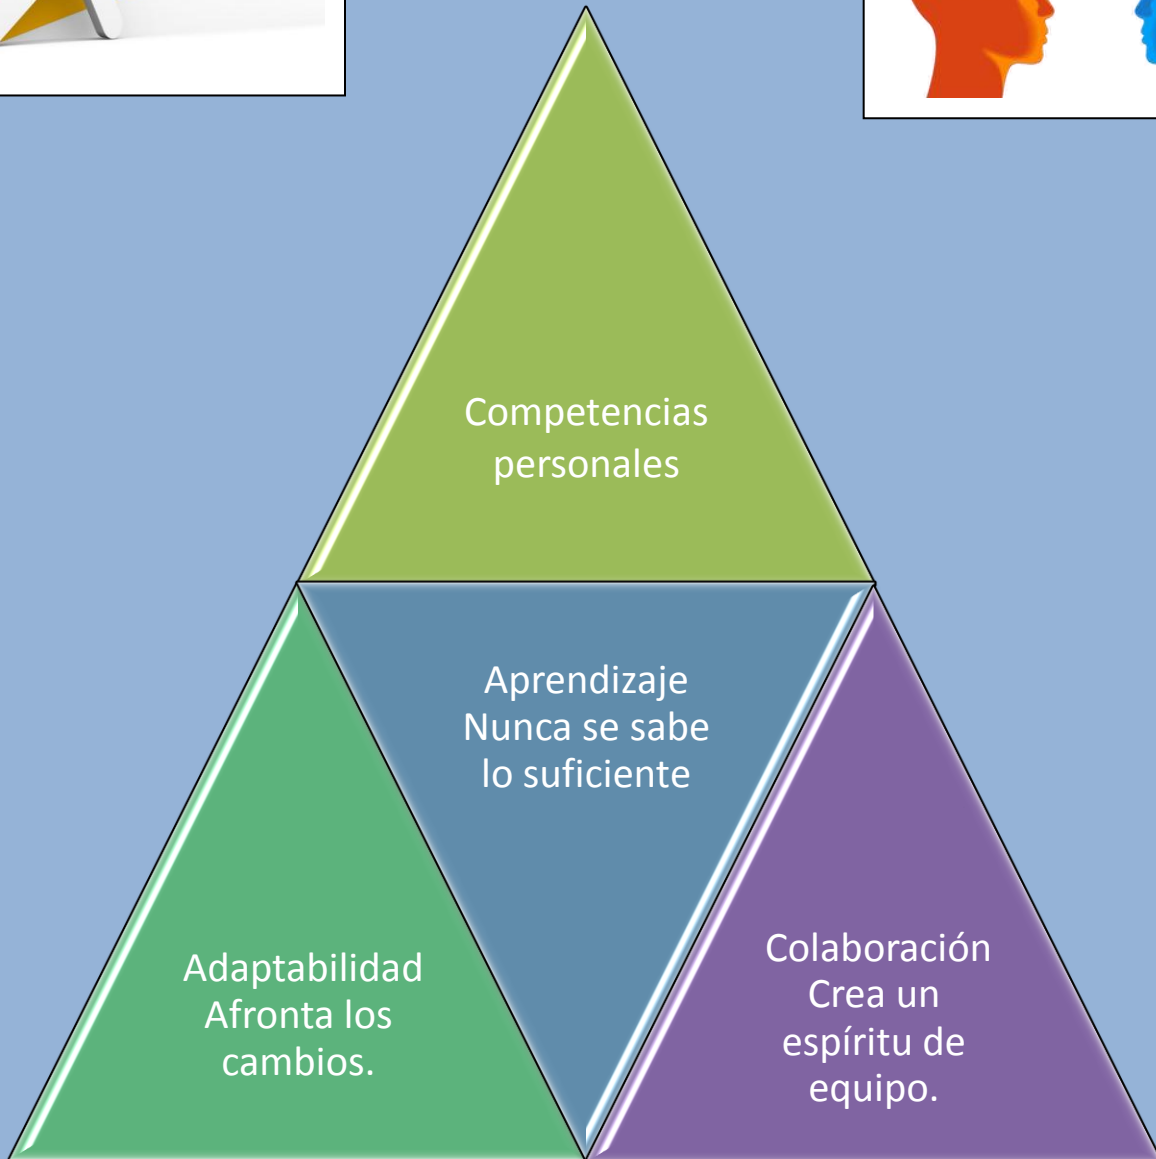 Competencias
personales
Aprendizaje
Nunca se sabe
lo suficiente
Adaptabilidad
Afronta los
cambios.
Colaboración
Crea un
espíritu de
equipo.